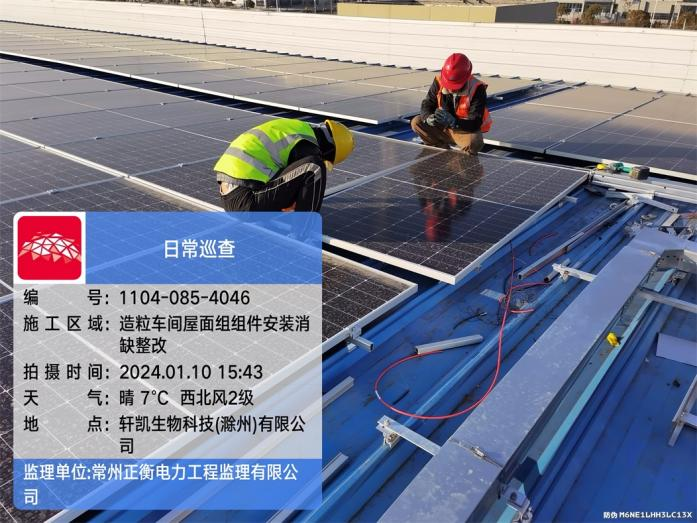 日常巡查
编 号：1104-085-4046
施工区域：造粒车间屋面组组件安装消
缺整改
拍摄时间：2024.01.10 15:43
天 气：晴 7℃ 西北风2级
地 点：轩凯生物科技(滁州)有限公
司
监理单位:常州正衡电力工程监理有限公
司
防伪 M6NE1LHH3LC13X